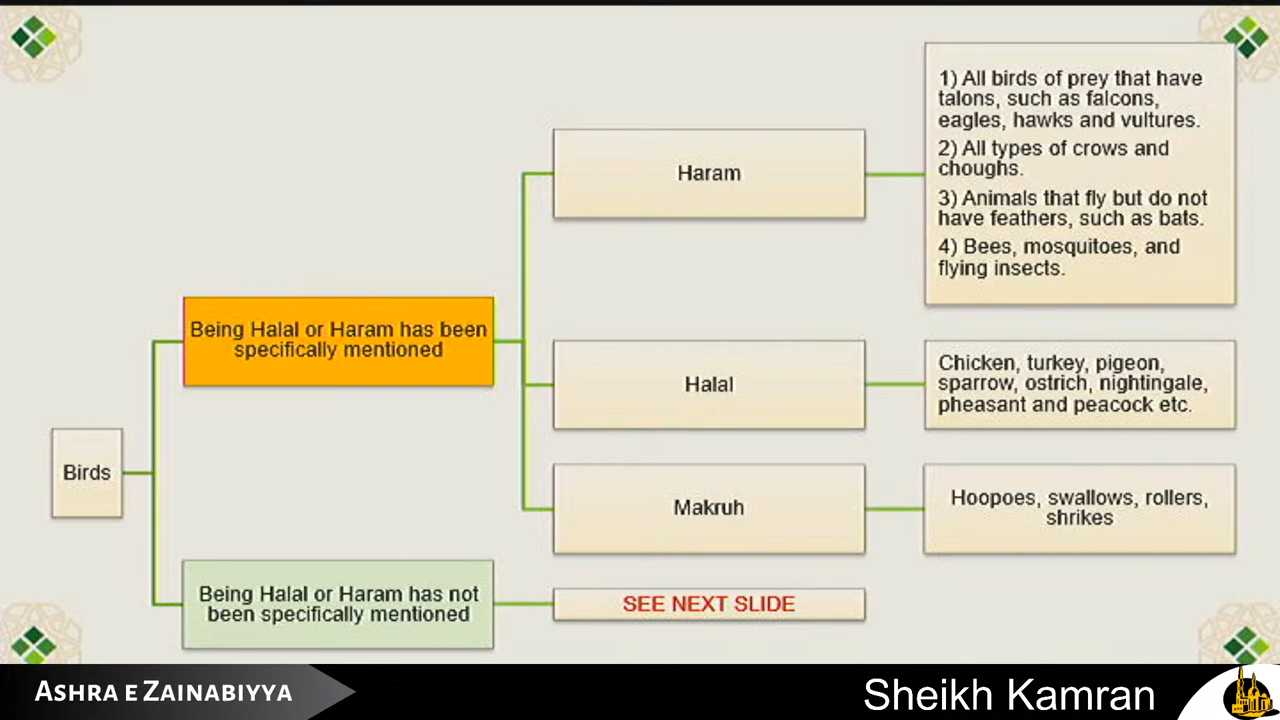 1) All birds of prey that have
talons, such as falcons,
eagles, hawks and vultures.
2) All types of crows and
choughs.
3) Animals that fly but do not
have feathers, such as bats.
4) Bees, mosquitoes, and
flying insects.
Haram
Being Halal or Haram has been
specifically mentioned
Halal
Chicken, turkey, pigeon,
sparrow, ostrich, nightingale,
pheasant and peacock etc.
Birds
Makruh
Hoopoes, swallows, rollers,
shrikes
Being Halal or Haram has not
been specifically mentioned
SEE NEXT SLIDE
ASHRA E ZAINABIYYA
Sheikh Kamran